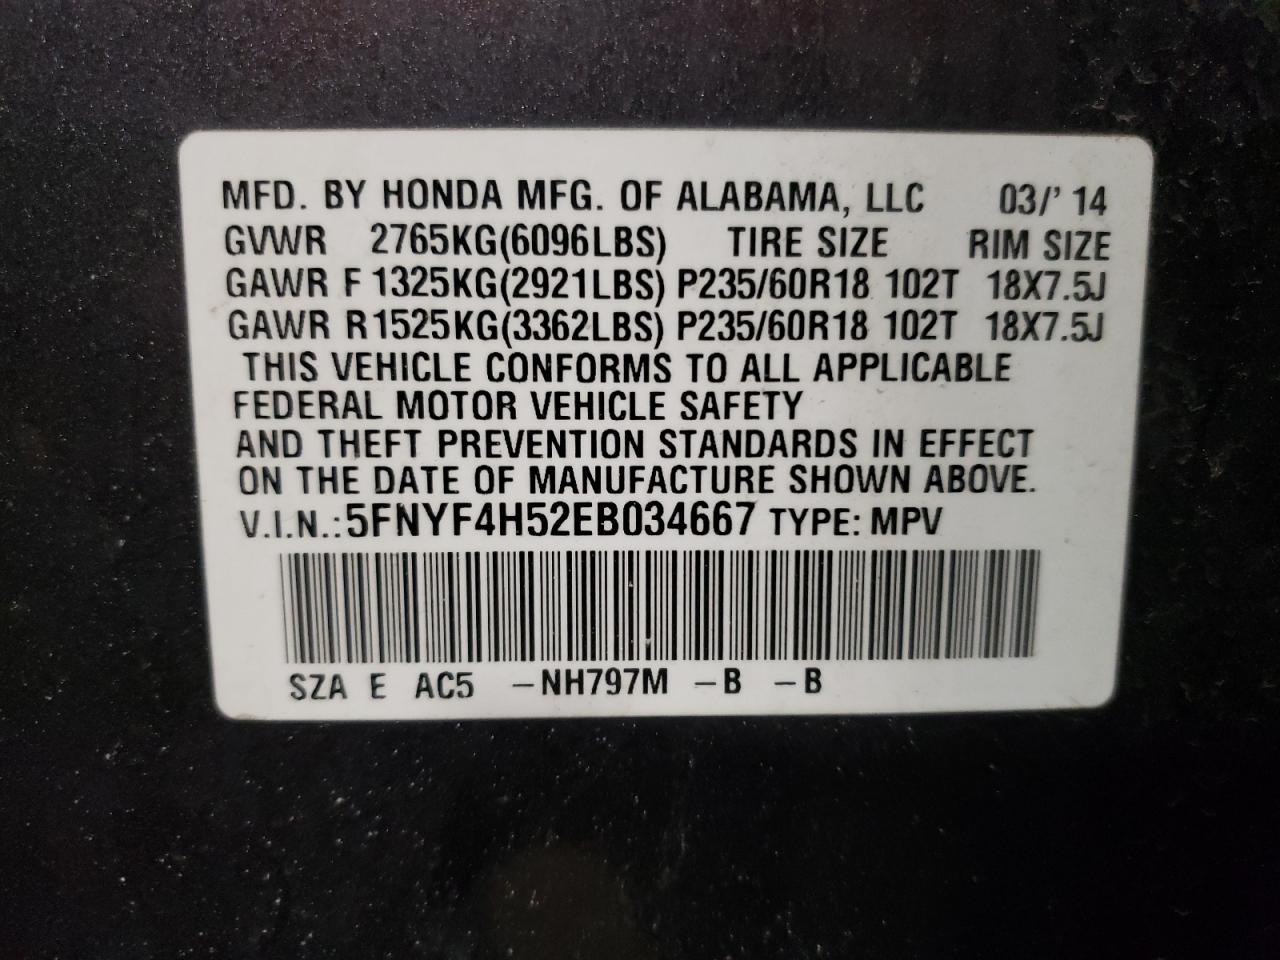 MFD. BY HONDA MFG. OF ALABAMA, LLC 03/' 14
GVWR 2765KG(6096LBS) TIRE SIZE RIM SIZE
GAWR F 1325KG(2921LBS) P235/60R18 102T 18X7.5J
GAWR R 1525KG(3362LBS) P235/60R18 102T 18X7.5J
THIS VEHICLE CONFORMS TO ALL APPLICABLE
FEDERAL MOTOR VEHICLE SAFETY
AND THEFT PREVENTION STANDARDS IN EFFECT
ON THE DATE OF MANUFACTURE SHOWN ABOVE.
V.I.N.:5FNYF4H52EB034667 TYPE: MPV
SZA E AC5 –NH797M –B –B